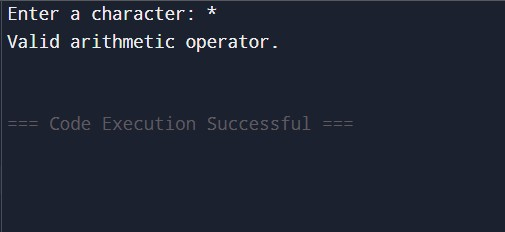 Enter a character: *
Valid arithmetic operator.
=== Code Execution Successful ===